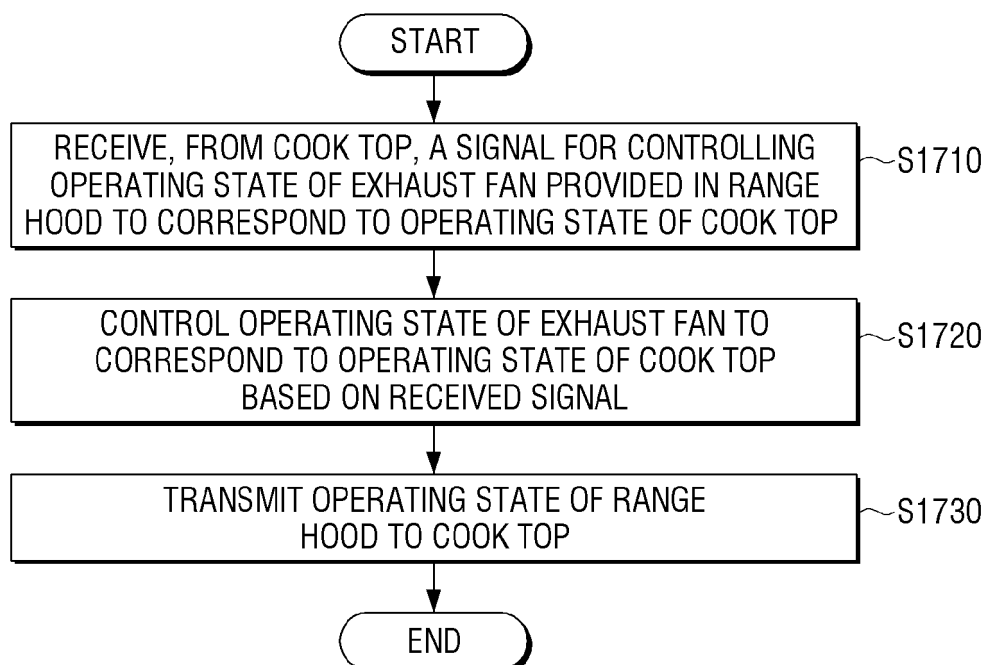 START
RECEIVE, FROM COOK TOP, A SIGNAL FOR CONTROLLING
OPERATING STATE OF EXHAUST FAN PROVIDED IN RANGE
HOOD TO CORRESPOND TO OPERATING STATE OF COOK TOP
S1710
CONTROL OPERATING STATE OF EXHAUST FAN TO
CORRESPOND TO OPERATING STATE OF COOK TOP
BASED ON RECEIVED SIGNAL
S1720
TRANSMIT OPERATING STATE OF RANGE
HOOD TO COOK TOP
S1730
END